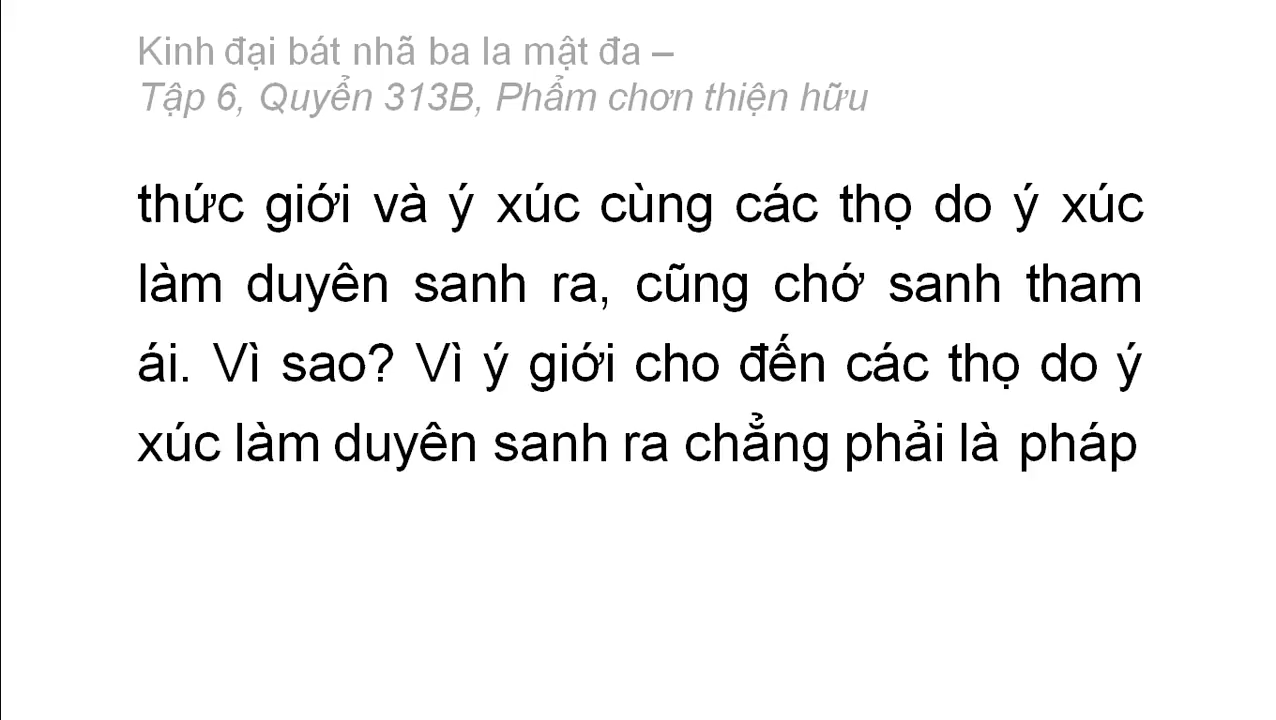 Kinh đại bát nhã ba la mật đa –
Tập 6, Quyển 313B, Phẩm chơn thiện hữu
thức giới và ý xúc cùng các thọ do ý xúc
làm duyên sanh ra, cũng chớ sanh tham
ái. Vì sao? Vì ý giới cho đến các thọ do ý
xúc làm duyên sanh ra chẳng phải là pháp